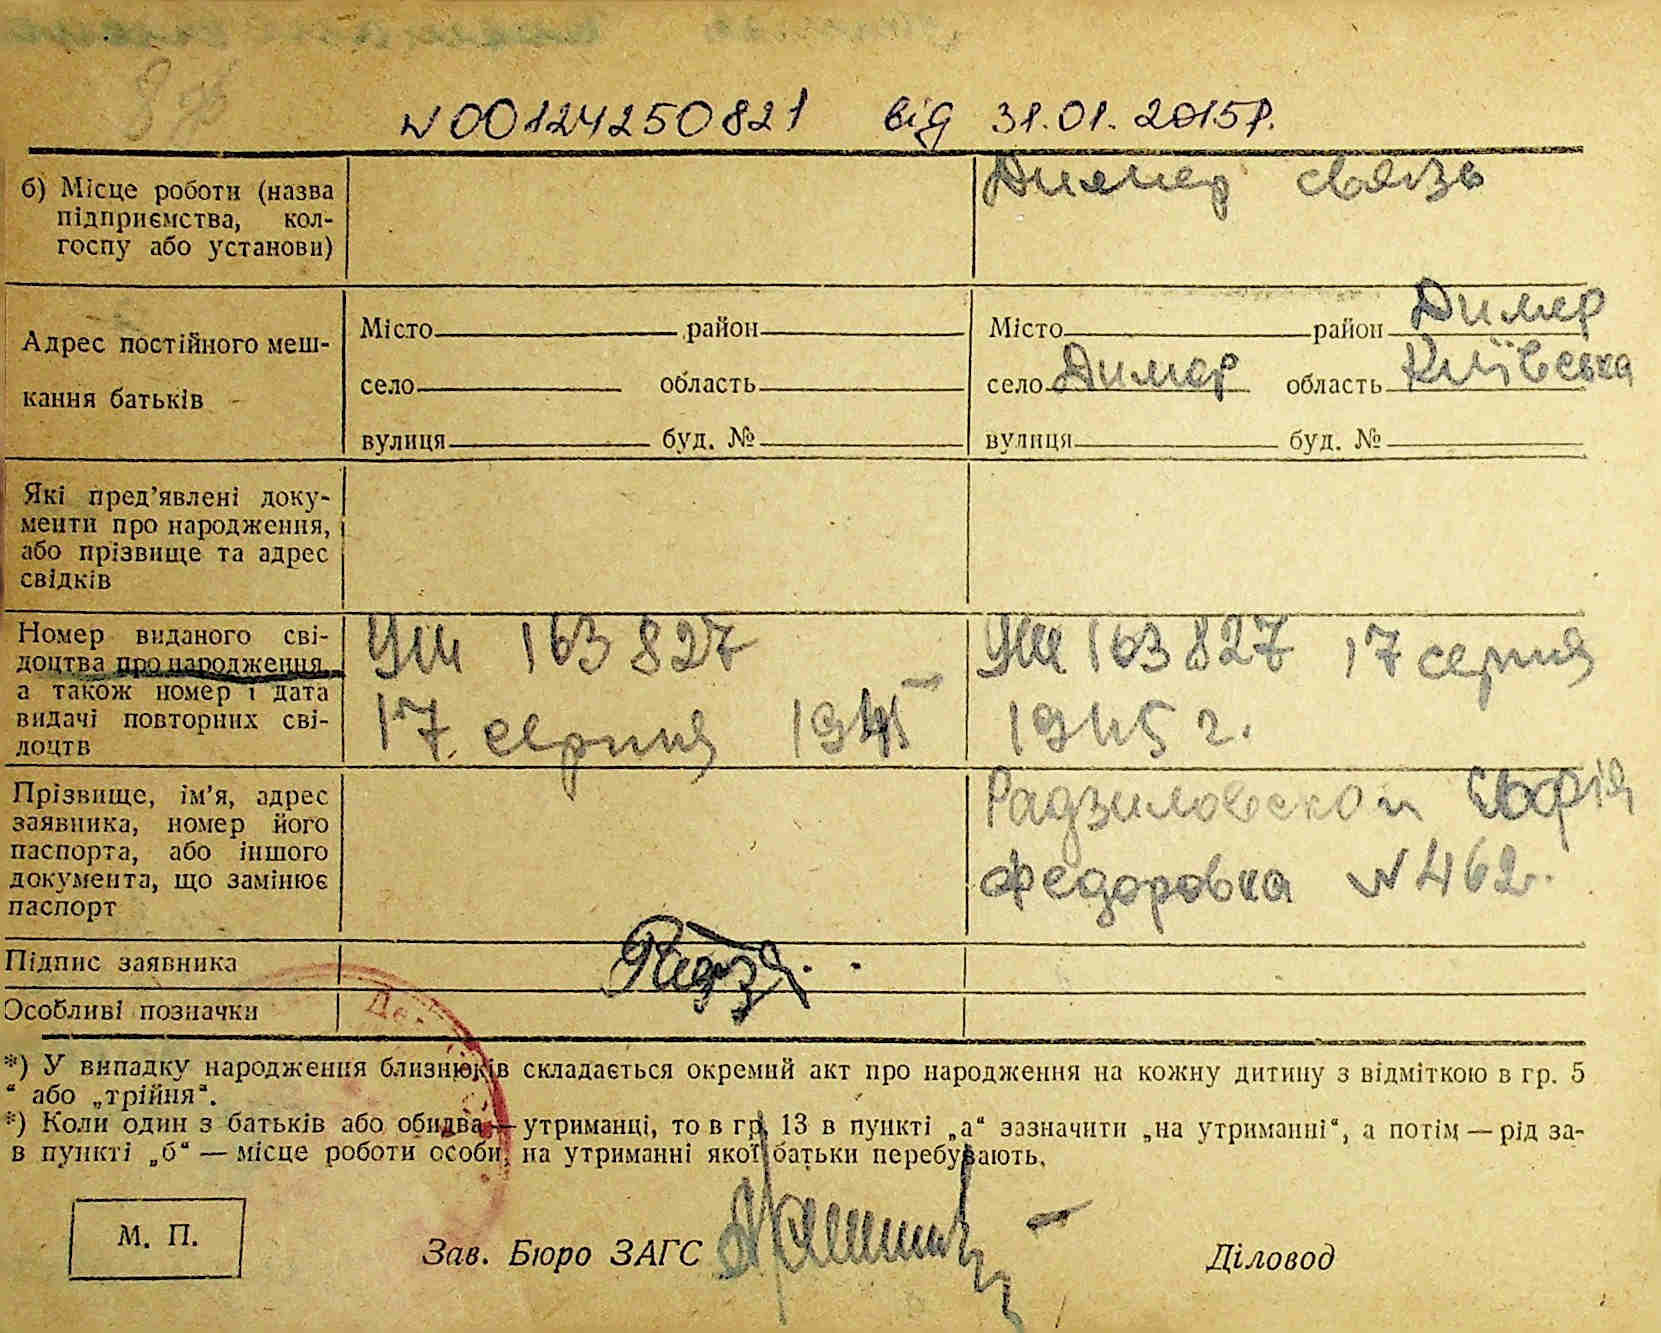 N 00124250821 від 31.01.2015р.
б) Місце роботи (назва
підприємства, кол-
госпу або установи)
Димер связь
Адрес постійного меш-
кання батьків
Місто район
село область
вулиця буд. №
Місто район Димер
село Димер область Київська
вулиця буд. №
Які пред’явлені доку-
менти про народження,
або прізвище та адрес
свідків
Номер виданого сві-
доцтва про народження,
а також номер і дата
видачі повторних сві-
доцтв
УШ 163827
17 серпня 1945
УШ 163827 17 серпня
1945 г.
Прізвище, ім’я, адрес
заявника, номер його
паспорта, або іншого
документа, що замінює
паспорт
Радзиловской Софія
Федоровна N 462
Підпис заявника
Особливі позначки
*) У випадку народження близнюків складається окремий акт про народження на кожну дитину з відміткою в гр. 5
“ або „трійня“.
*) Коли один з батьків або обидва — утриманці, то в гр. 13 в пункті „а“ зазначити „на утриманні“, а потім — рід за-
в пункті „б“ — місце роботи особи, на утриманні якої батьки перебувають.
М. П.
Зав. Бюро ЗАГС
Діловод